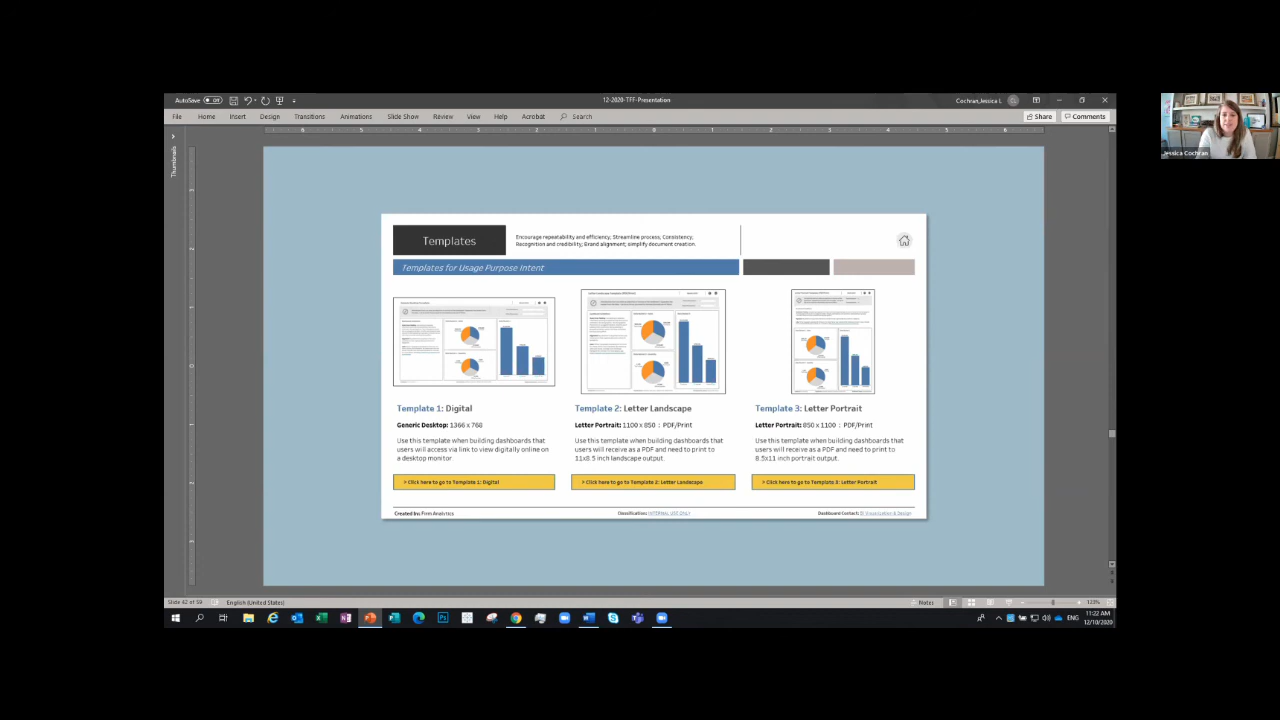 AutoSave Off
12-2020-TFF-Presentation
Cochran,Jessica L
File Home Insert Design Transitions Animations Slide Show Review View Help Acrobat Search
Share Comments
Jessica Cochran
Thumbnails
Templates
Encourage repeatability and efficiency; Streamline process; Consistency;
Recognition and credibility; Brand alignment; simplify document creation.
Templates for Usage Purpose Intent
Template 1: Digital
Generic Desktop: 1366 x 768
Use this template when building dashboards that
users will access via link to view digitally online on
a desktop monitor
> Click here to go to Template 1: Digital
Template 2: Letter Landscape
Letter Portrait: 1100 x 850 : PDF/Print
Use this template when building dashboards that
users will receive as a PDF and need to print to
11x8.5 inch landscape output.
> Click here to go to Template 2: Letter Landscape
Template 3: Letter Portrait
Letter Portrait: 850 x 1100 : PDF/Print
Use this template when building dashboards that
users will receive as a PDF and need to print to
8.5x11 inch portrait output.
> Click here to go to Template 3: Letter Portrait
Created In: Firm Analytics
Classification: INTERNAL USE ONLY
Dashboard Contact: @ Visualization & Design
Slide 42 of 59
English (United States)
Notes
123%
ENG
11:22 AM
12/10/2020